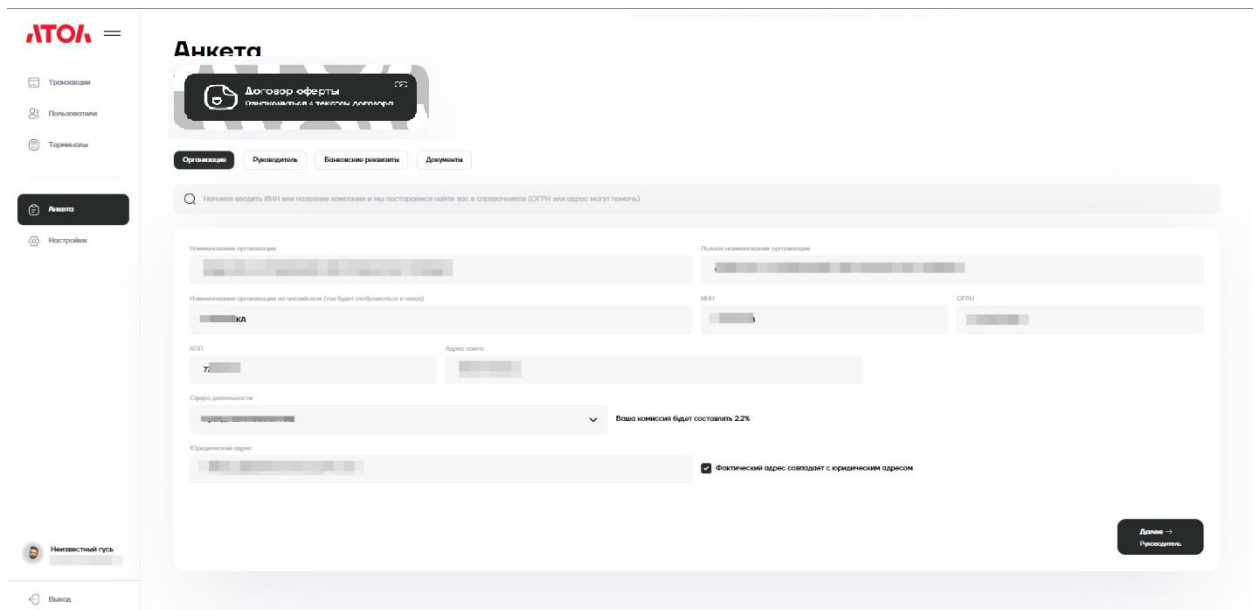 АТОЛ
Транзакции
Пользователи
Терминалы
Анкета
Настройки
Неизвестный гусь
Выход
Анкета
Договор оферты
Ознакомиться с текстом договора
Организация
Руководитель
Банковские реквизиты
Документы
Начните вводить ИНН или название компании и мы постараемся найти вас в справочниках (ОГРН или адрес могут помочь)
Наименование организации
Полное наименование организации
Наименование организации на английском (так будет отображаться в чеках)
КА
ИНН
ОГРН
КПП
77
Адрес сайта
Сфера деятельности
Ваша комиссия будет составлять 2.2%
Юридический адрес
Фактический адрес совпадает с юридическим адресом
Далее →
Руководитель